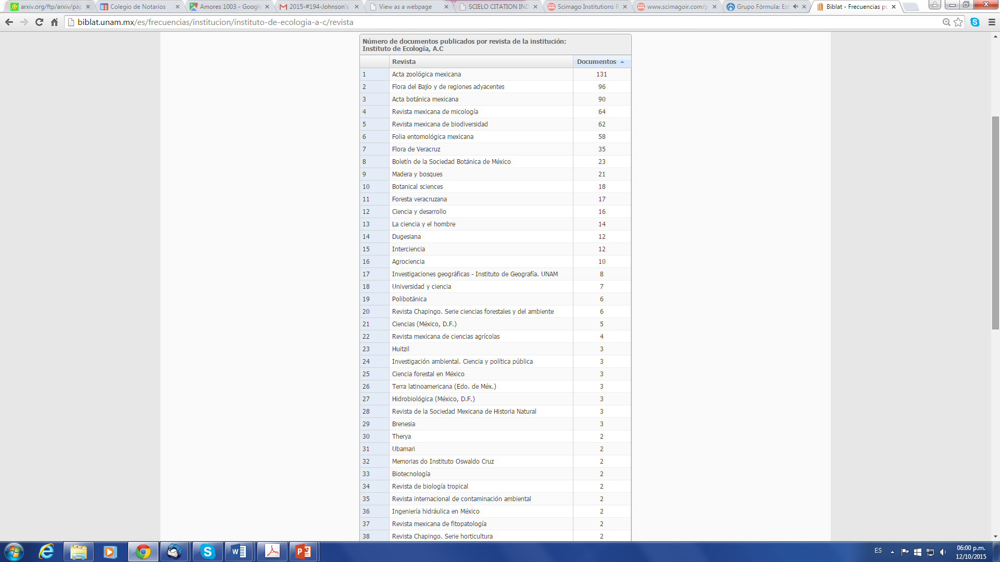 arxiv.org/ftp/arxiv/pap
Colegio de Notarios
Amores 1003 - Googl
2015-#194-Johnson's
View as a webpage
SCIELO CITATION IND
Scimago Institutions R
www.scimagoir.com/p
Grupo Fórmula: Est
Biblat - Frecuencias po
biblat.unam.mx/es/frecuencias/institucion/instituto-de-ecologia-a-c/revista
Número de documentos publicados por revista de la institución:
Instituto de Ecología, A.C
Revista Documentos
1 Acta zoológica mexicana 131
2 Flora del Bajío y de regiones adyacentes 96
3 Acta botánica mexicana 90
4 Revista mexicana de micología 64
5 Revista mexicana de biodiversidad 62
6 Folia entomológica mexicana 58
7 Flora de Veracruz 35
8 Boletín de la Sociedad Botánica de México 23
9 Madera y bosques 21
10 Botanical sciences 18
11 Foresta veracruzana 17
12 Ciencia y desarrollo 16
13 La ciencia y el hombre 14
14 Dugesiana 12
15 Interciencia 12
16 Agrociencia 10
17 Investigaciones geográficas - Instituto de Geografía. UNAM 8
18 Universidad y ciencia 7
19 Polibotánica 6
20 Revista Chapingo. Serie ciencias forestales y del ambiente 6
21 Ciencias (México, D.F.) 5
22 Revista mexicana de ciencias agrícolas 4
23 Huitzil 3
24 Investigación ambiental. Ciencia y política pública 3
25 Ciencia forestal en México 3
26 Terra latinoamericana (Edo. de Méx.) 3
27 Hidrobiológica (México, D.F.) 3
28 Revista de la Sociedad Mexicana de Historia Natural 3
29 Brenesia 3
30 Therya 2
31 Ubamari 2
32 Memorias do Instituto Oswaldo Cruz 2
33 Biotecnología 2
34 Revista de biología tropical 2
35 Revista internacional de contaminación ambiental 2
36 Ingeniería hidráulica en México 2
37 Revista mexicana de fitopatología 2
38 Revista Chapingo. Serie horticultura 2
ES
06:00 p.m.
12/10/2015